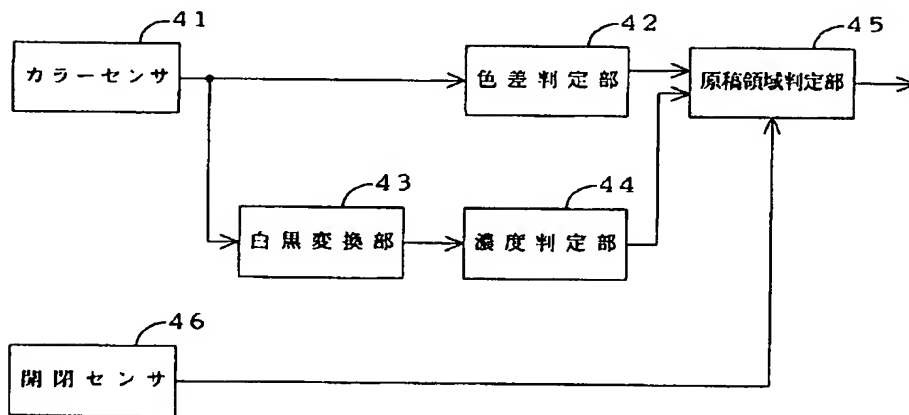 41
カラーセンサ
42
色差判定部
45
原稿領域判定部
43
白黒変換部
44
濃度判定部
46
開閉センサ